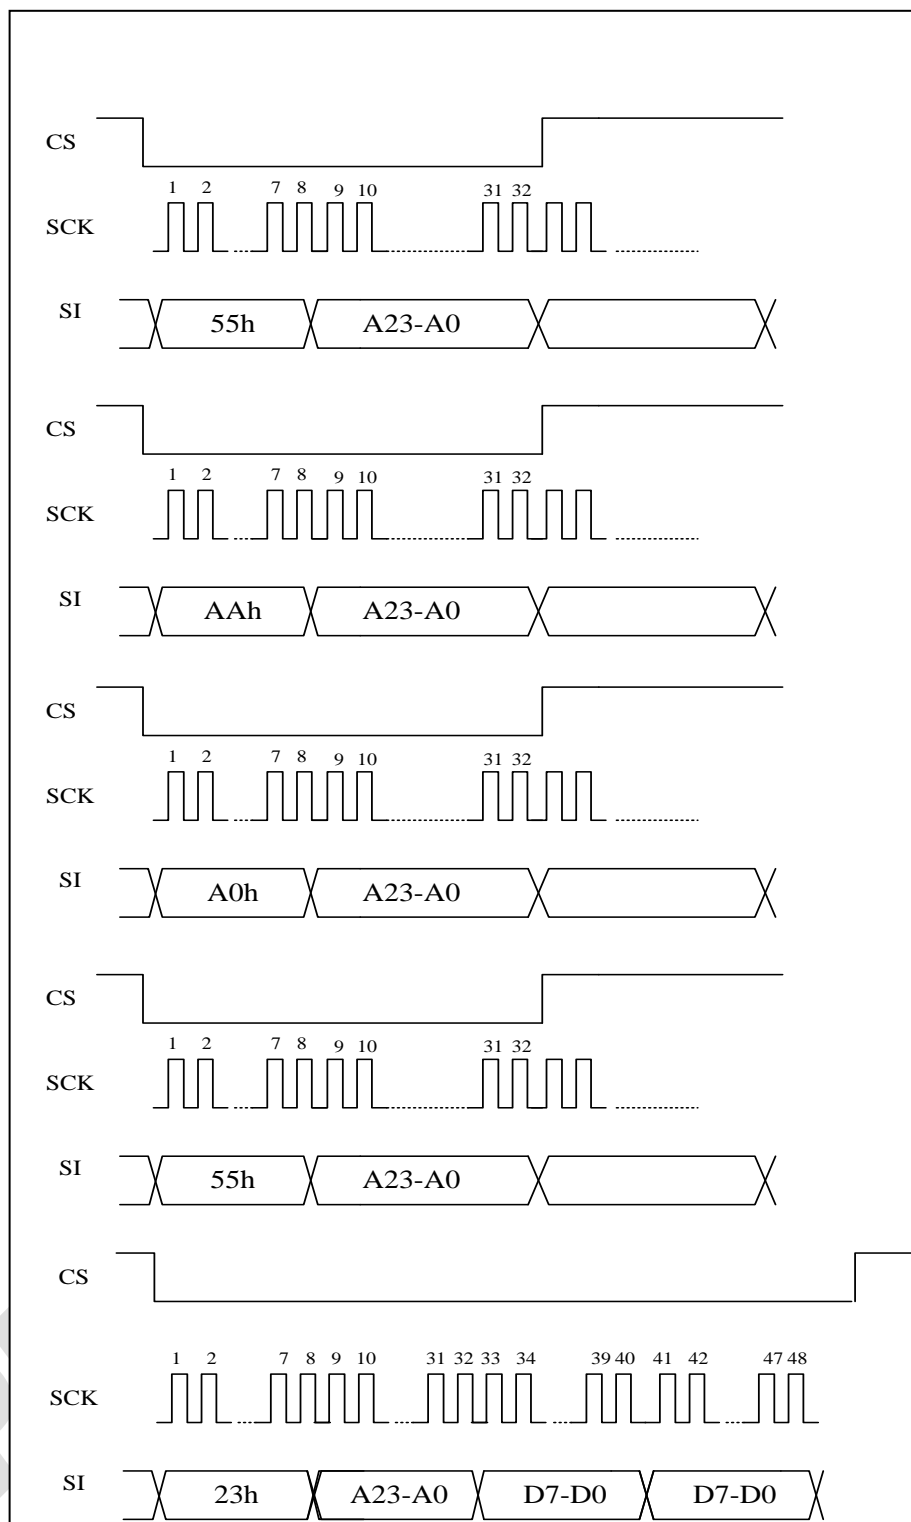 CS
1 2 7 8 9 10 31 32
SCK
SI 55h A23-A0
CS
1 2 7 8 9 10 31 32
SCK
SI AAh A23-A0
CS
1 2 7 8 9 10 31 32
SCK
SI A0h A23-A0
CS
1 2 7 8 9 10 31 32
SCK
SI 55h A23-A0
CS
1 2 7 8 9 10 31 32 33 34 39 40 41 42 47 48
SCK
SI 23h A23-A0 D7-D0 D7-D0